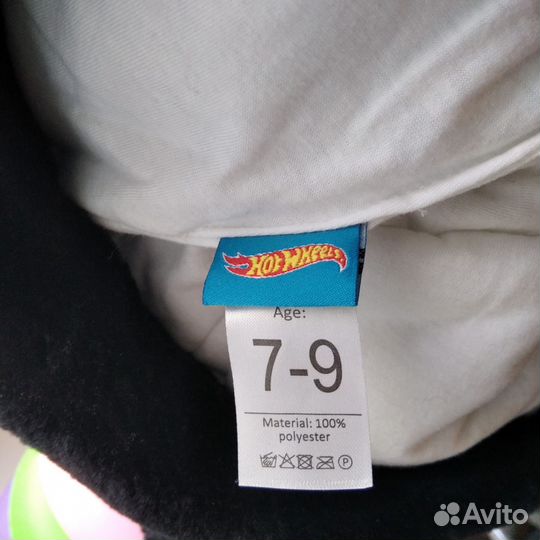 HOT WHEELS
Age:
7-9
Material: 100%
polyester
P
Avito